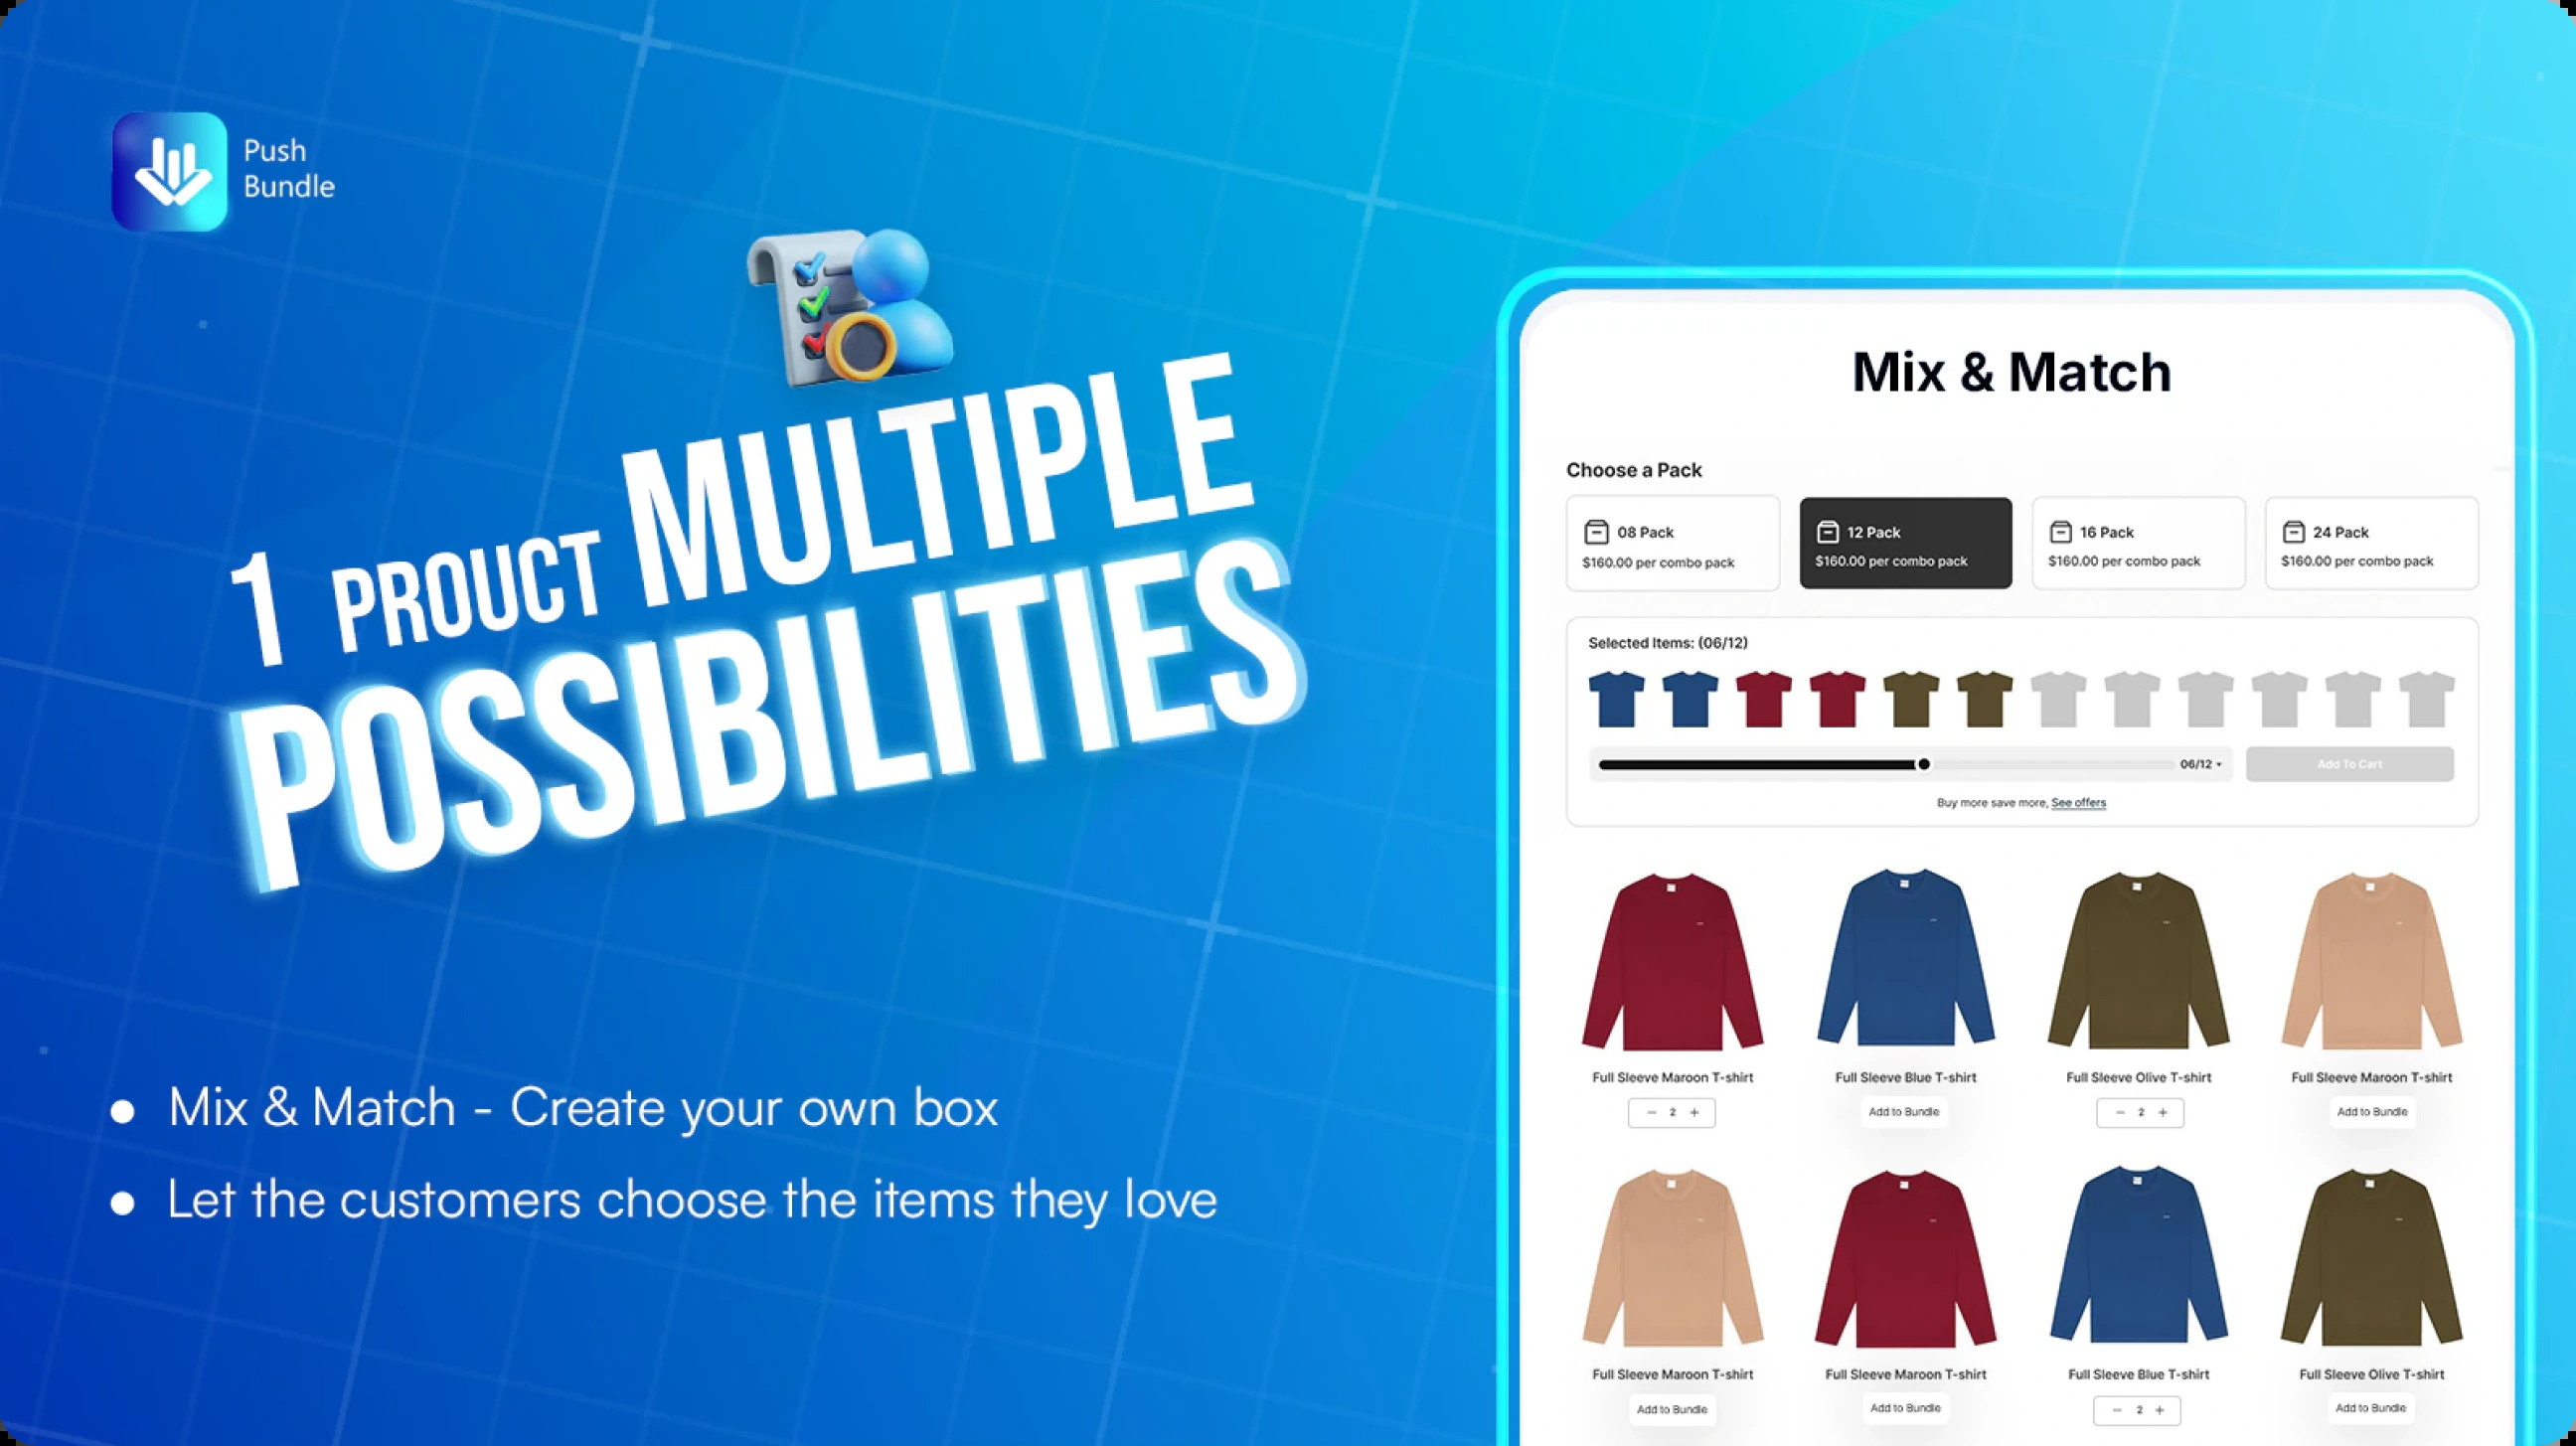 Push
Bundle
1 PROUCT MULTIPLE
POSSIBILITIES
• Mix & Match - Create your own box
• Let the customers choose the items they love
Mix & Match
Choose a Pack
08 Pack
$160.00 per combo pack
12 Pack
$160.00 per combo pack
16 Pack
$160.00 per combo pack
24 Pack
$160.00 per combo pack
Selected Items: (06/12)
06/12
Add To Cart
Buy more save more, See offers
Full Sleeve Maroon T-shirt
− 2 +
Full Sleeve Blue T-shirt
Add to Bundle
Full Sleeve Olive T-shirt
− 2 +
Full Sleeve Maroon T-shirt
Add to Bundle
Full Sleeve Maroon T-shirt
Add to Bundle
Full Sleeve Maroon T-shirt
Add to Bundle
Full Sleeve Blue T-shirt
− 2 +
Full Sleeve Olive T-shirt
Add to Bundle